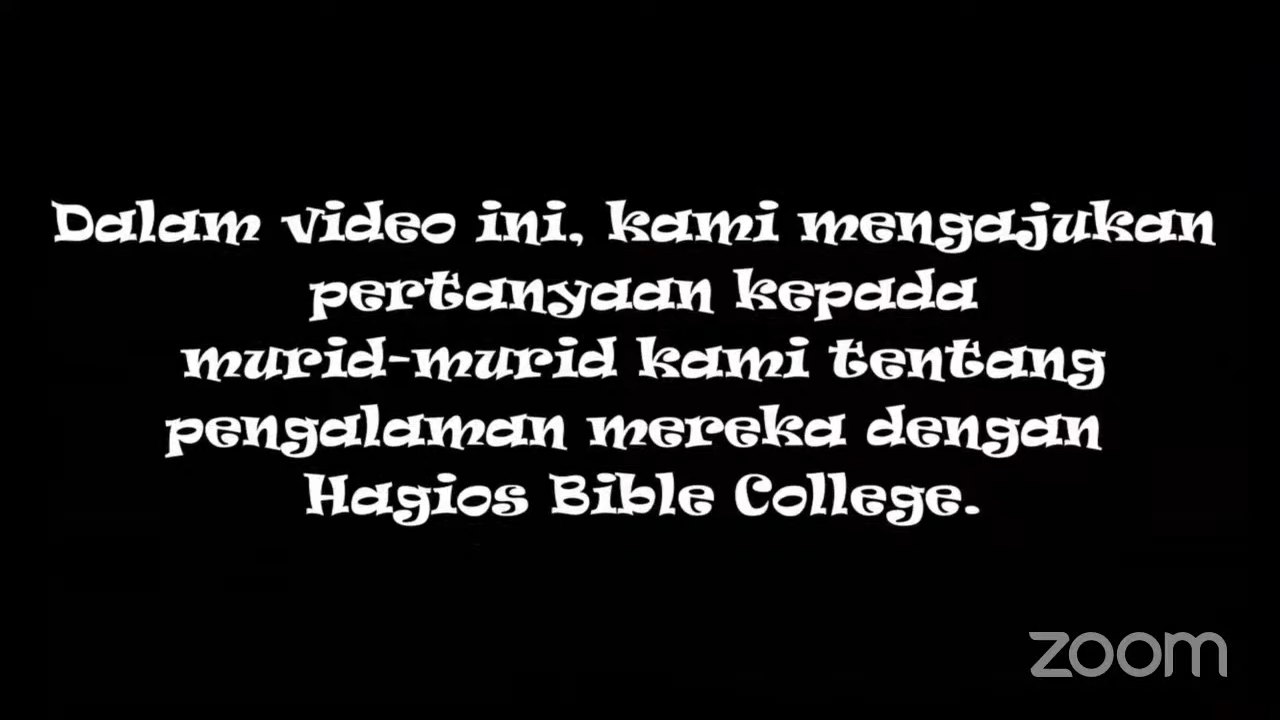 Dalam video ini, kami mengajukan
pertanyaan kepada
murid-murid kami tentang
pengalaman mereka dengan
Hagios Bible College.
zoom